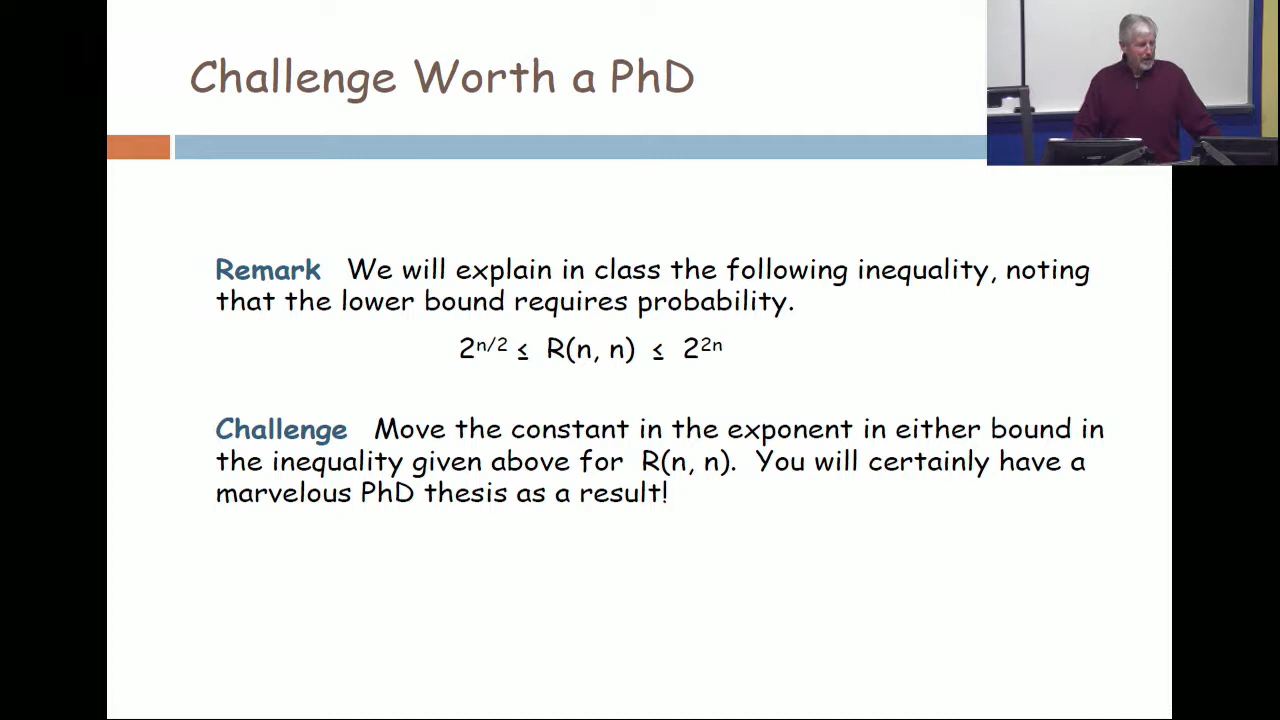 Challenge Worth a PhD
Remark We will explain in class the following inequality, noting
that the lower bound requires probability.
2^{n/2} ≤ R(n, n) ≤ 2^{2n}
Challenge Move the constant in the exponent in either bound in
the inequality given above for R(n, n). You will certainly have a
marvelous PhD thesis as a result!